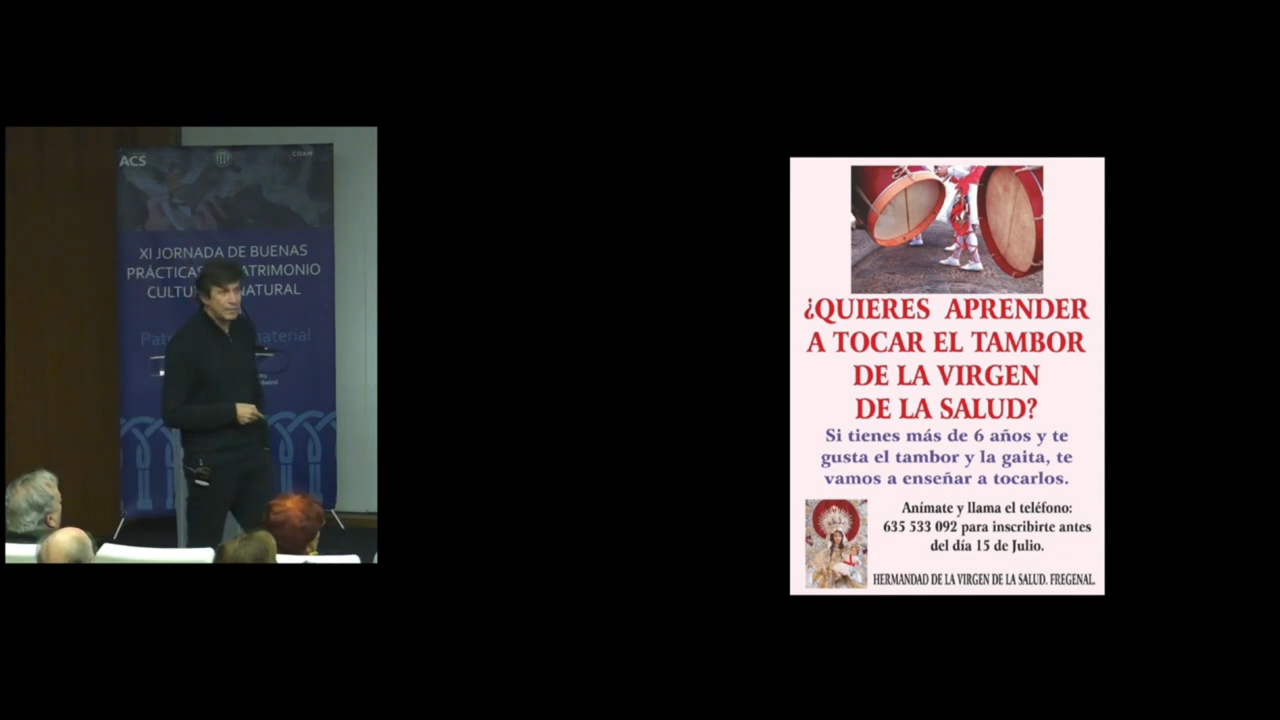 ACS
COAM
XI JORNADA DE BUENAS
PRÁCTICAS ATRIMONIO
CULTU NATURAL
Pat material
¿QUIERES APRENDER
A TOCAR EL TAMBOR
DE LA VIRGEN
DE LA SALUD?
Si tienes más de 6 años y te
gusta el tambor y la gaita, te
vamos a enseñar a tocarlos.
Anímate y llama el teléfono:
635 533 092 para inscribirte antes
del día 15 de Julio.
HERMANDAD DE LA VIRGEN DE LA SALUD. FREGENAL.